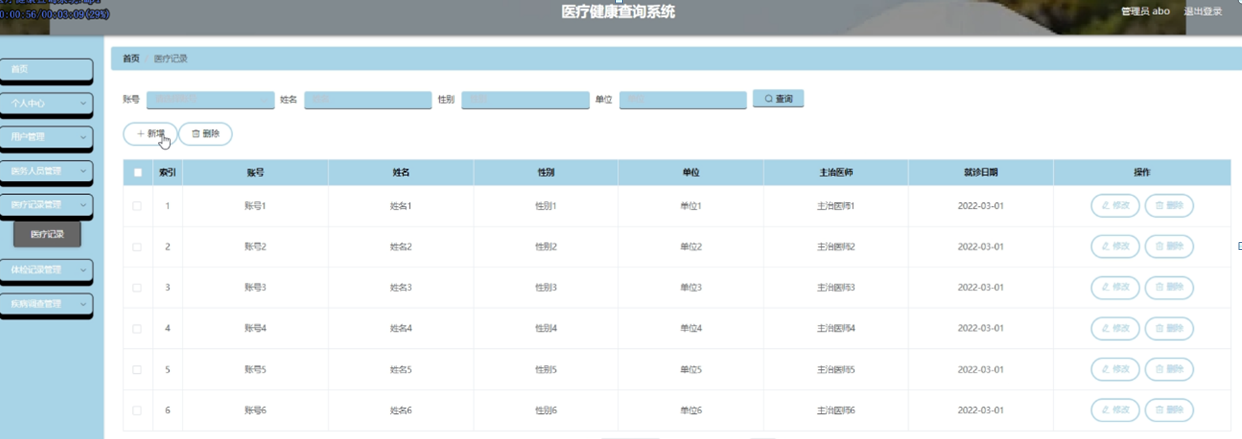 00:00:56/00:03:09(29%)
医疗健康查询系统
管理员 abo 退出登录
首页
个人中心
用户管理
医务人员管理
医疗记录管理
医疗记录
体检记录管理
疾病调查管理
首页 医疗记录
账号 姓名 性别 单位 查询
新增 删除
索引 账号 姓名 性别 单位 主治医师 就诊日期 操作
1 账号1 姓名1 性别1 单位1 主治医师1 2022-03-01 修改 删除
2 账号2 姓名2 性别2 单位2 主治医师2 2022-03-01 修改 删除
3 账号3 姓名3 性别3 单位3 主治医师3 2022-03-01 修改 删除
4 账号4 姓名4 性别4 单位4 主治医师4 2022-03-01 修改 删除
5 账号5 姓名5 性别5 单位5 主治医师5 2022-03-01 修改 删除
6 账号6 姓名6 性别6 单位6 主治医师6 2022-03-01 修改 删除